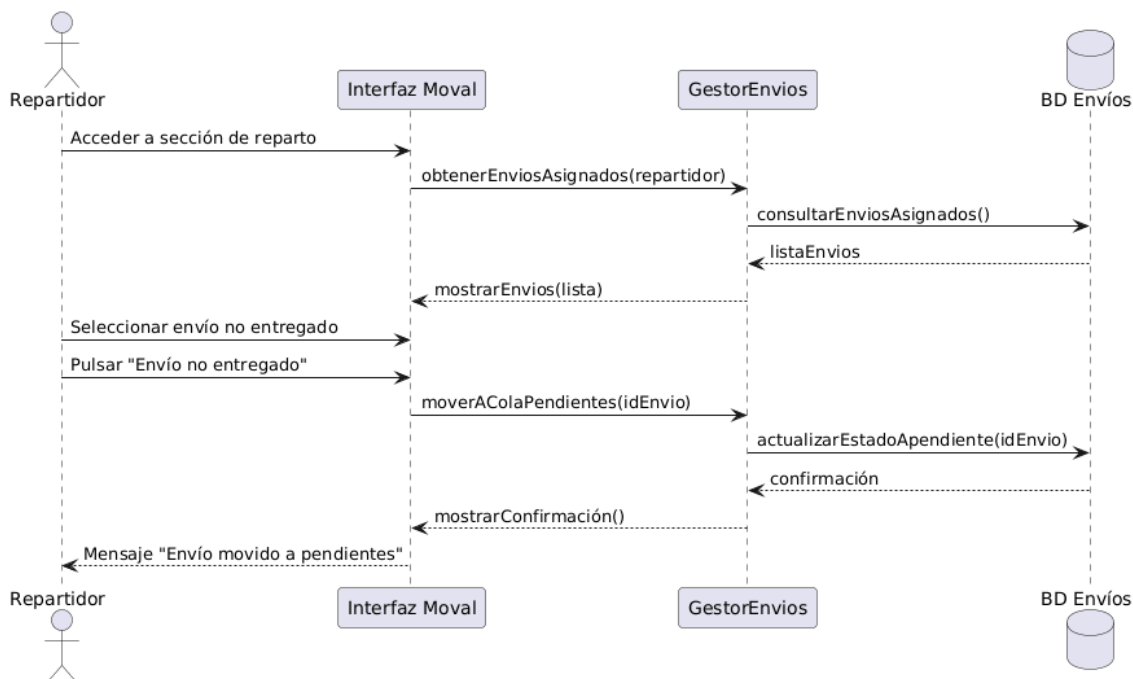 Repartidor
Interfaz Moval
GestorEnvios
BD Envíos
Acceder a sección de reparto
obtenerEnviosAsignados(repartidor)
consultarEnviosAsignados()
listaEnvios
mostrarEnvios(lista)
Seleccionar envío no entregado
Pulsar "Envío no entregado"
moverAColaPendientes(idEnvio)
actualizarEstadoApendiente(idEnvio)
confirmación
mostrarConfirmación()
Mensaje "Envío movido a pendientes"
Repartidor
Interfaz Moval
GestorEnvios
BD Envíos